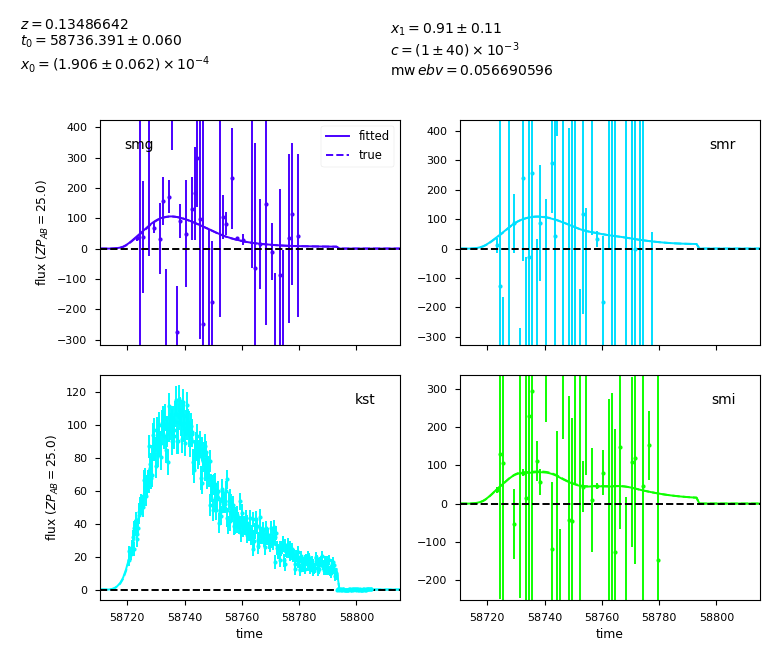 z = 0.13486642
t₀ = 58736.391 ± 0.060
x₀ = (1.906 ± 0.062) × 10⁻⁴
x₁ = 0.91 ± 0.11
c = (1 ± 40) × 10⁻³
mw ebv = 0.056690596
smg
fitted
true
400
300
200
100
0
−100
−200
−300
flux (ZP_AB = 25.0)
smr
400
300
200
100
0
−100
−200
−300
kst
120
100
80
60
40
20
0
flux (ZP_AB = 25.0)
58720 58740 58760 58780 58800
time
smi
300
200
100
0
−100
−200
58720 58740 58760 58780 58800
time